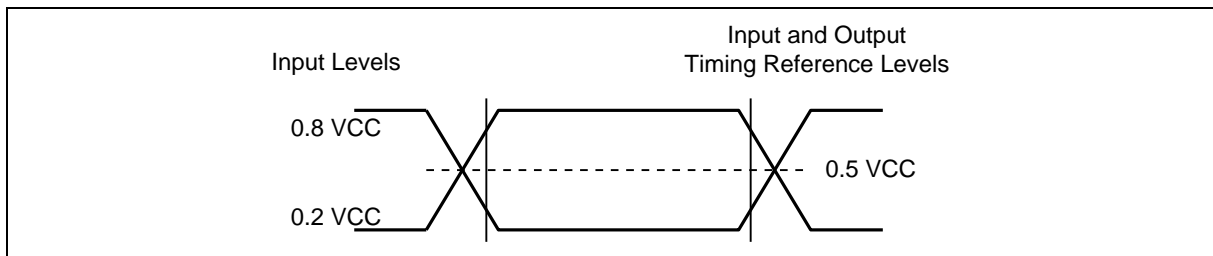 Input Levels
Input and Output
Timing Reference Levels
0.8 VCC
0.5 VCC
0.2 VCC